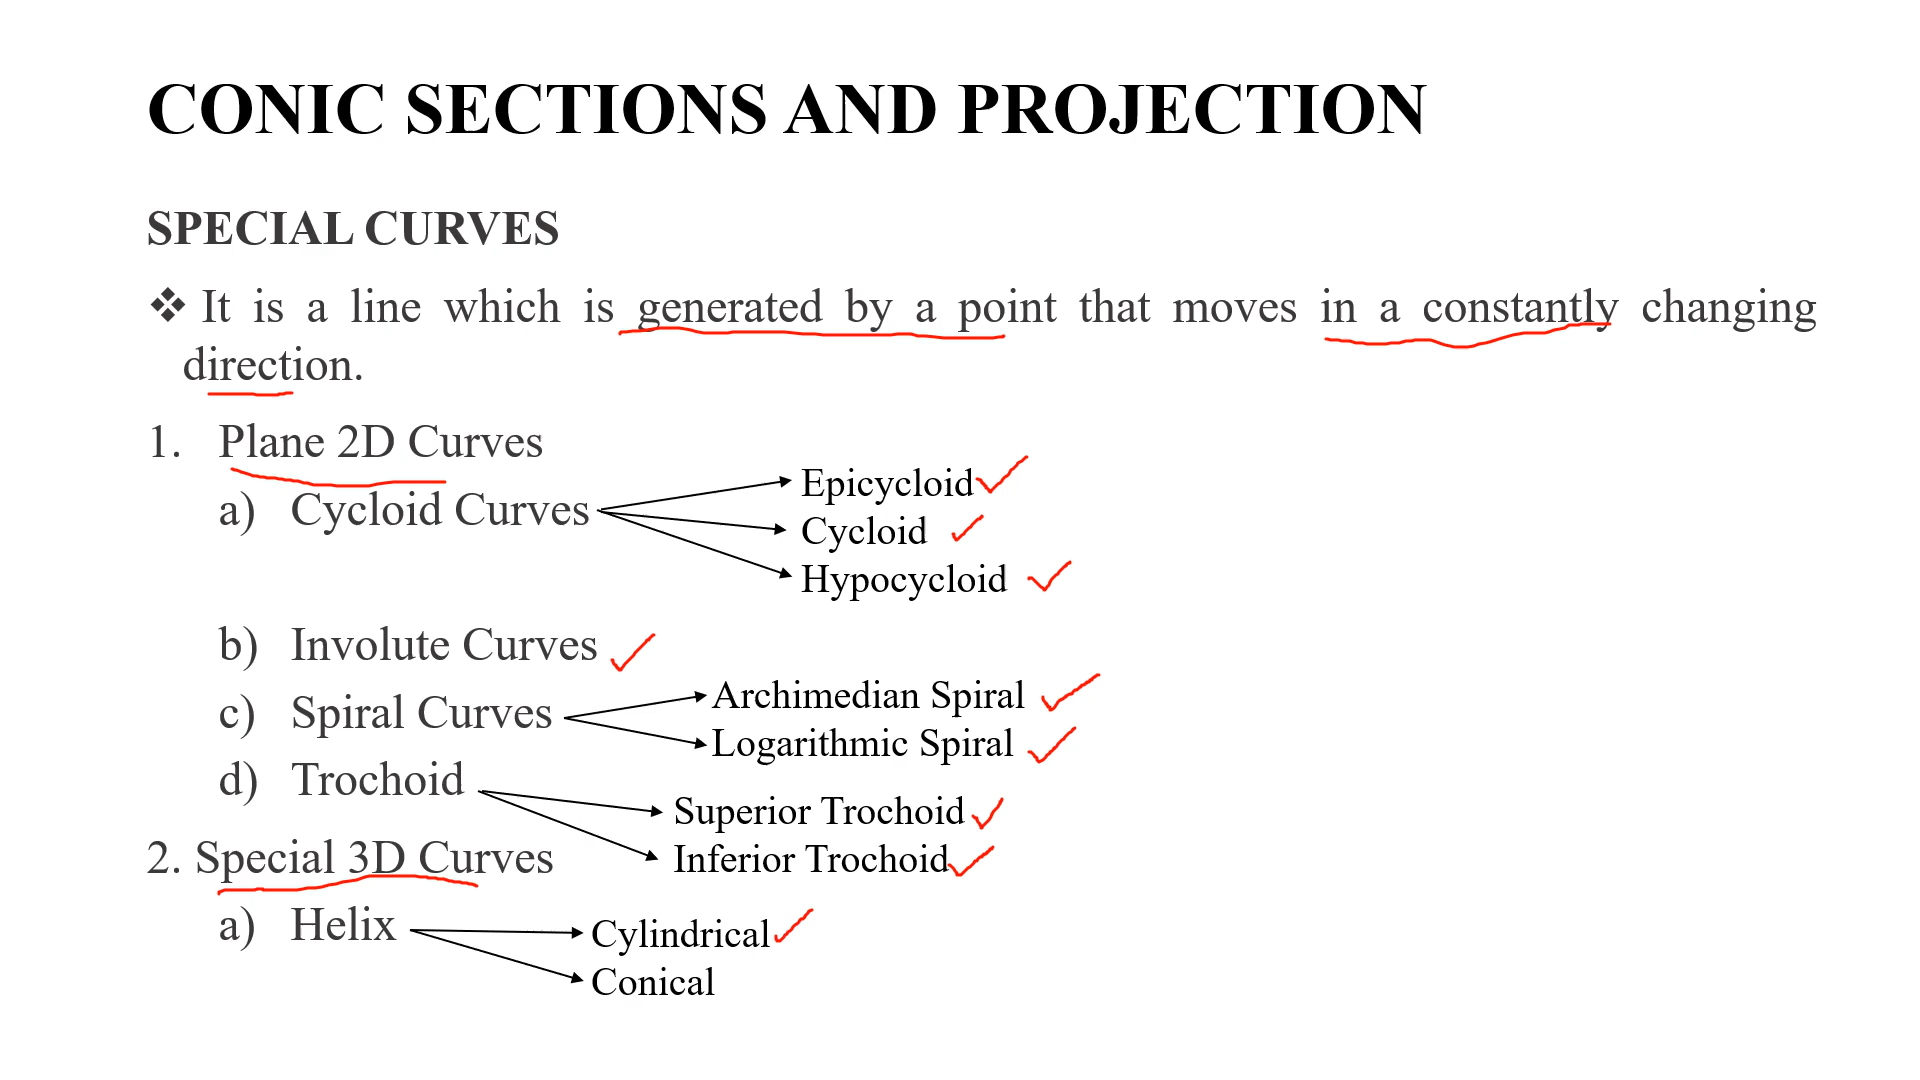 CONIC SECTIONS AND PROJECTION
SPECIAL CURVES
❖ It is a line which is generated by a point that moves in a constantly changing
direction.
1. Plane 2D Curves
a) Cycloid Curves
Epicycloid
Cycloid
Hypocycloid
b) Involute Curves
c) Spiral Curves
Archimedian Spiral
Logarithmic Spiral
d) Trochoid
Superior Trochoid
Inferior Trochoid
2. Special 3D Curves
a) Helix
Cylindrical
Conical